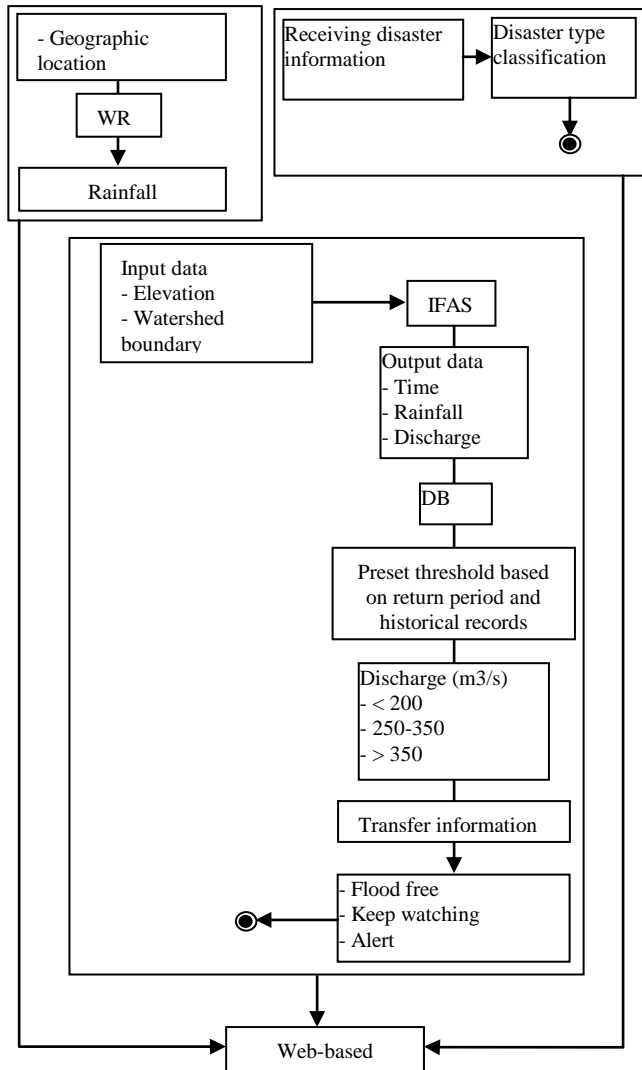 - Geographic
location
WR
Rainfall
Receiving disaster
information
Disaster type
classification
Input data
- Elevation
- Watershed
boundary
IFAS
Output data
- Time
- Rainfall
- Discharge
DB
Preset threshold based
on return period and
historical records
Discharge (m3/s)
- < 200
- 250-350
- > 350
Transfer information
- Flood free
- Keep watching
- Alert
Web-based